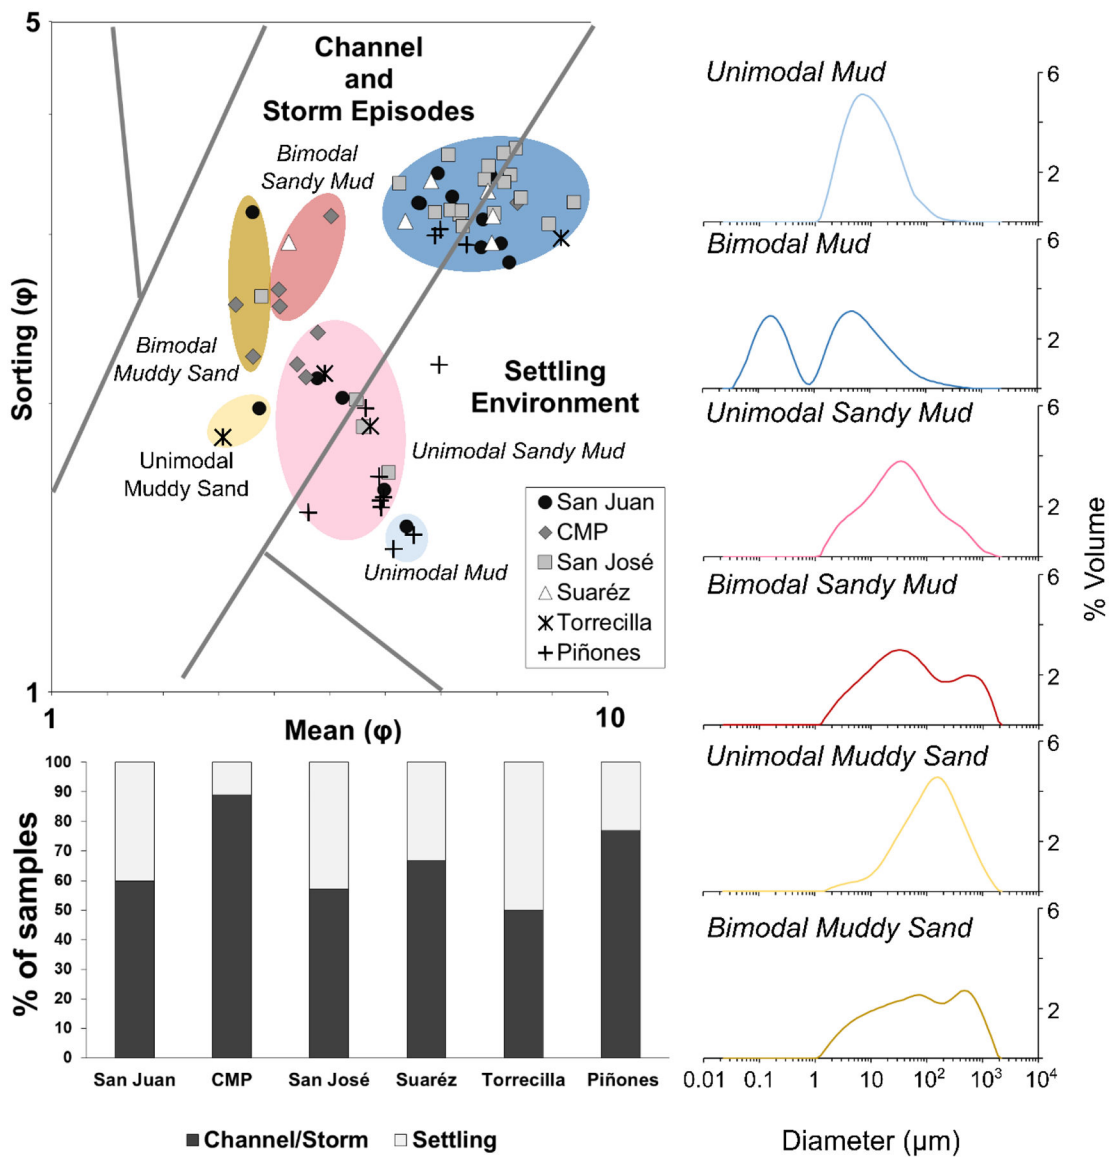 5
Channel
and
Storm Episodes
Bimodal
Sandy Mud
Sorting (φ)
Bimodal
Muddy Sand
Settling
Environment
Unimodal
Muddy Sand
Unimodal Sandy Mud
San Juan
CMP
San José
Suaréz
Torrecilla
Piñones
Unimodal Mud
1
1
Mean (φ)
10
% of samples
100
90
80
70
60
50
40
30
20
10
0
San Juan
CMP
San José
Suaréz
Torrecilla
Piñones
Channel/Storm
Settling
Unimodal Mud
6
2
Bimodal Mud
6
2
Unimodal Sandy Mud
6
2
Bimodal Sandy Mud
6
2
% Volume
Unimodal Muddy Sand
6
2
Bimodal Muddy Sand
6
2
0.01 0.1 1 10 10² 10³ 10⁴
Diameter (µm)